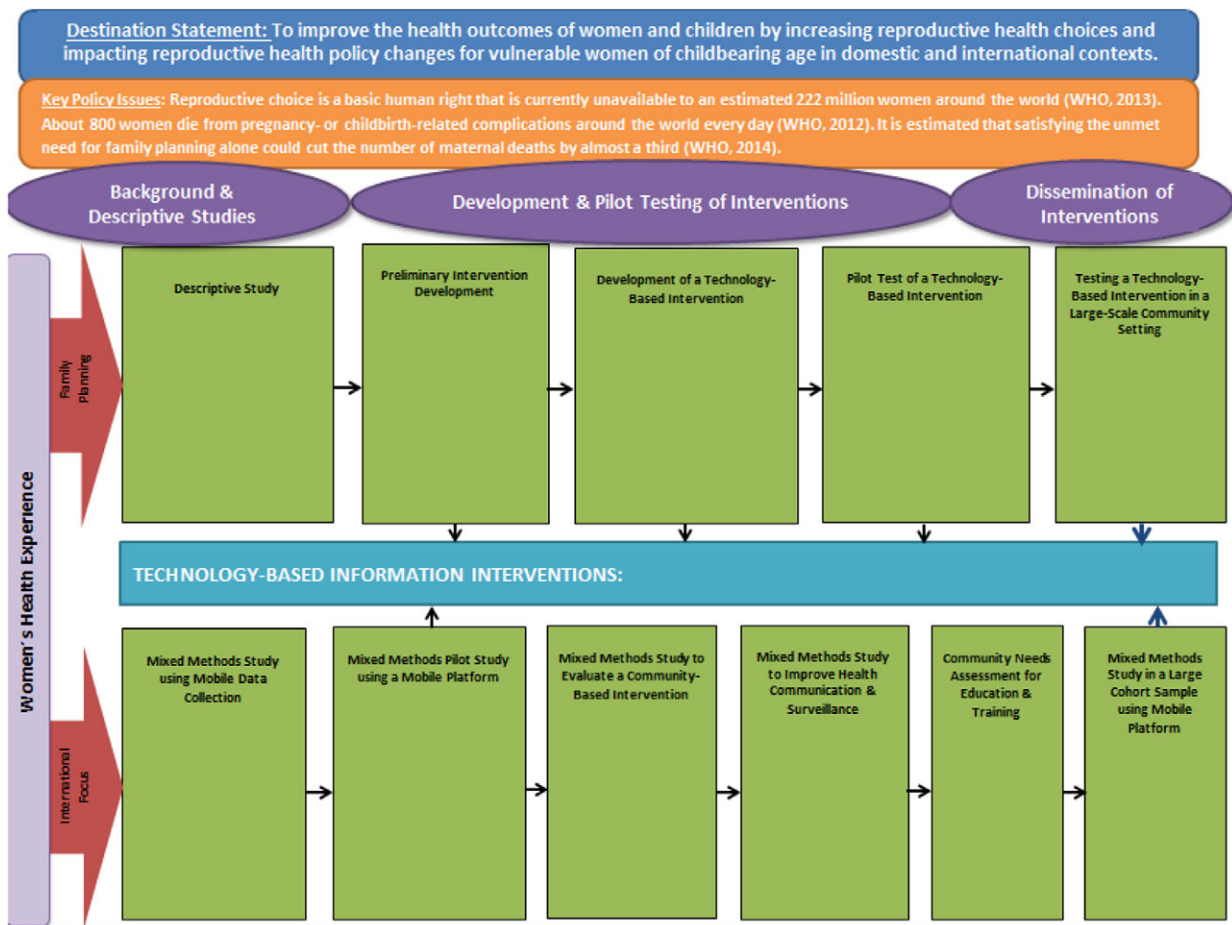 Destination Statement: To improve the health outcomes of women and children by increasing reproductive health choices and
impacting reproductive health policy changes for vulnerable women of childbearing age in domestic and international contexts.
Key Policy Issues: Reproductive choice is a basic human right that is currently unavailable to an estimated 222 million women around the world (WHO, 2013).
About 800 women die from pregnancy- or childbirth-related complications around the world every day (WHO, 2012). It is estimated that satisfying the unmet
need for family planning alone could cut the number of maternal deaths by almost a third (WHO, 2014).
Background &
Descriptive Studies
Development & Pilot Testing of Interventions
Dissemination of
Interventions
Women's Health Experience
Family
Planning
Descriptive Study
Preliminary Intervention
Development
Development of a Technology-
Based Intervention
Pilot Test of a Technology-
Based Intervention
Testing a Technology-
Based Intervention in a
Large-Scale Community
Setting
TECHNOLOGY-BASED INFORMATION INTERVENTIONS:
International
Focus
Mixed Methods Study
using Mobile Data
Collection
Mixed Methods Pilot Study
using a Mobile Platform
Mixed Methods Study to
Evaluate a Community-
Based Intervention
Mixed Methods Study
to Improve Health
Communication &
Surveillance
Community Needs
Assessment for
Education &
Training
Mixed Methods
Study in a Large
Cohort Sample
using Mobile
Platform